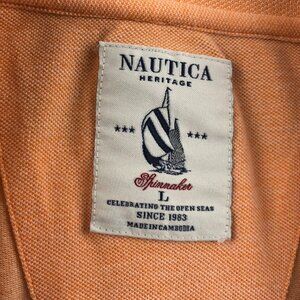 NAUTICA
HERITAGE
Spinnaker
L
CELEBRATING THE OPEN SEAS
SINCE 1983
MADE IN CAMBODIA